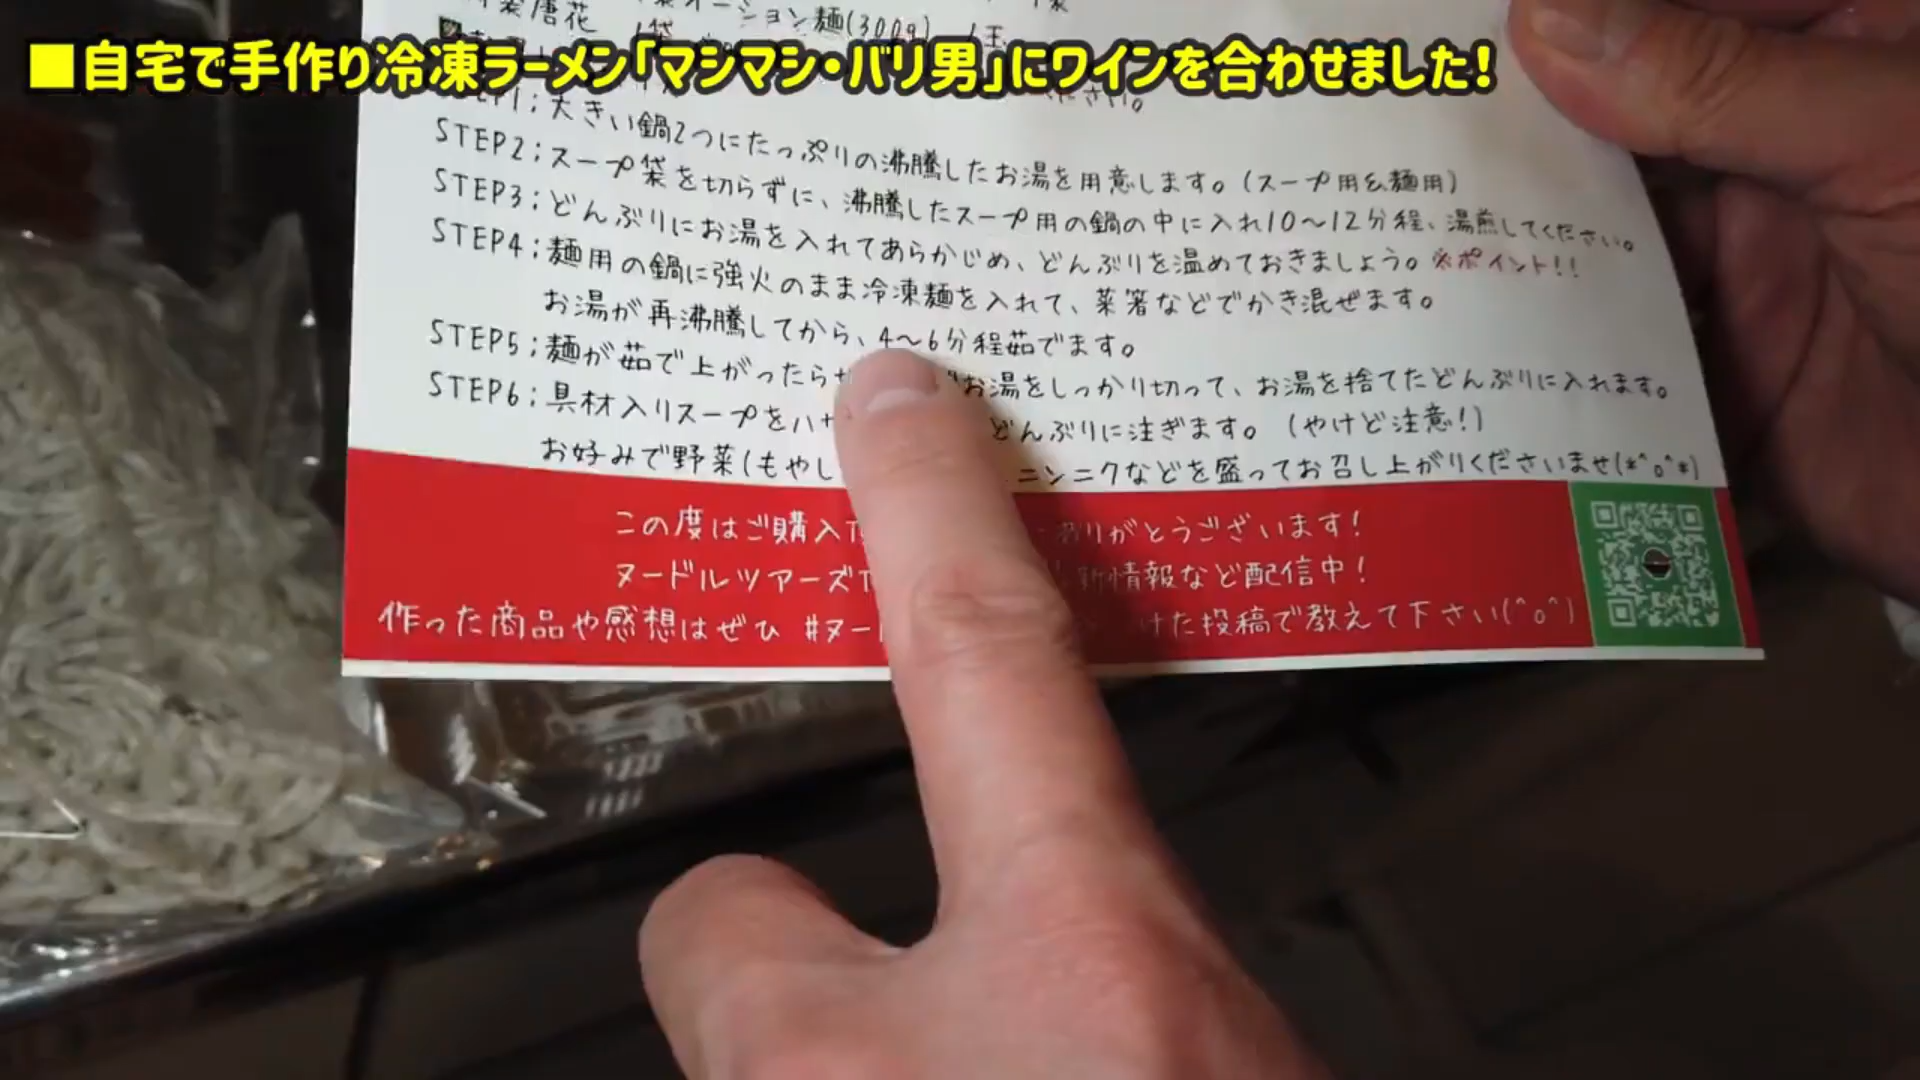 ■自宅で手作り冷凍ラーメン「マシマシ・バリ男」にワインを合わせました!
ション麺(300g)
STEP1;大きい鍋2つにたっぷりの沸騰したお湯を用意します。(スープ用&麺用)
STEP2;スープ袋を切らずに、沸騰したスープ用の鍋の中に入れ10〜12分程、湯煎してください。
STEP3;どんぶりにお湯を入れてあらかじめ、どんぶりを温めておきましょう。※ポイント!!
STEP4;麺用の鍋に強火のまま冷凍麺を入れて、菜箸などでかき混ぜます。
お湯が再沸騰してから、4〜6分程茹でます。
STEP5;麺が茹で上がったら お湯をしっかり切って、お湯を捨てたどんぶりに入れます。
STEP6;具材入りスープをハサ どんぶりに注ぎます。(やけど注意!)
お好みで野菜(もやし ニンニクなどを盛ってお召し上がりくださいませ(*^o^*)
この度はご購入 ありがとうございます!
ヌードルツアーズ 新情報など配信中!
作った商品や感想はぜひ #ヌー けた投稿で教えて下さい(^o^)